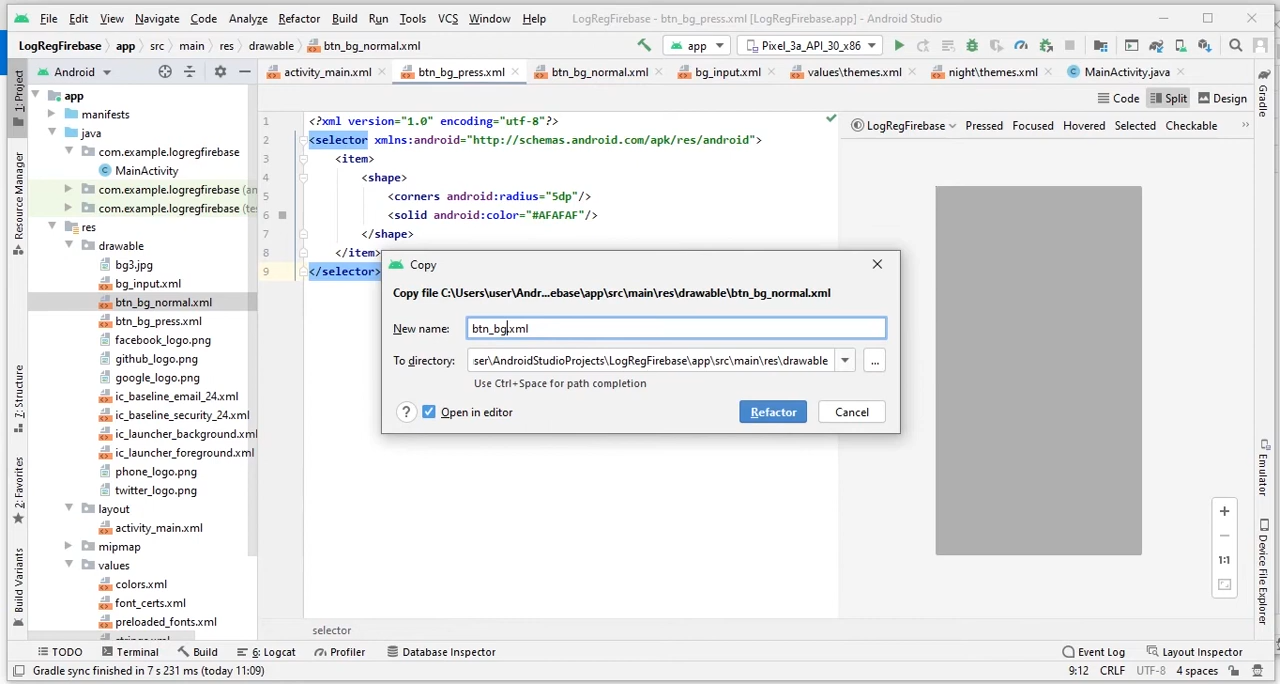 File Edit View Navigate Code Analyze Refactor Build Run Tools VCS Window Help LogRegFirebase - btn_bg_press.xml [LogRegFirebase.app] - Android Studio
LogRegFirebase app src main res drawable btn_bg_normal.xml app Pixel_3a_API_30_x86
Android activity_main.xml btn_bg_press.xml btn_bg_normal.xml bg_input.xml values\themes.xml night\themes.xml MainActivity.java
Code Split Design
LogRegFirebase Pressed Focused Hovered Selected Checkable
1: Project
Resource Manager
7: Structure
2: Favorites
Build Variants
app
manifests
java
com.example.logregfirebase
MainActivity
com.example.logregfirebase (an
com.example.logregfirebase (te
res
drawable
bg3.jpg
bg_input.xml
btn_bg_normal.xml
btn_bg_press.xml
facebook_logo.png
github_logo.png
google_logo.png
ic_baseline_email_24.xml
ic_baseline_security_24.xml
ic_launcher_background.xml
ic_launcher_foreground.xml
phone_logo.png
twitter_logo.png
layout
activity_main.xml
mipmap
values
colors.xml
font_certs.xml
preloaded_fonts.xml
strings.xml
1 <?xml version="1.0" encoding="utf-8"?>
2 <selector xmlns:android="http://schemas.android.com/apk/res/android">
3 <item>
4 <shape>
5 <corners android:radius="5dp"/>
6 <solid android:color="#AFAFAF"/>
7 </shape>
8 </item>
9 </selector>
Copy
Copy file C:\Users\user\Andr...ebase\app\src\main\res\drawable\btn_bg_normal.xml
New name: btn_bg.xml
To directory: ser\AndroidStudioProjects\LogRegFirebase\app\src\main\res\drawable ...
Use Ctrl+Space for path completion
? Open in editor Refactor Cancel
1:1
Gradle
Emulator
Device File Explorer
selector
TODO Terminal Build 6: Logcat Profiler Database Inspector Event Log Layout Inspector
Gradle sync finished in 7 s 231 ms (today 11:09) 9:12 CRLF UTF-8 4 spaces